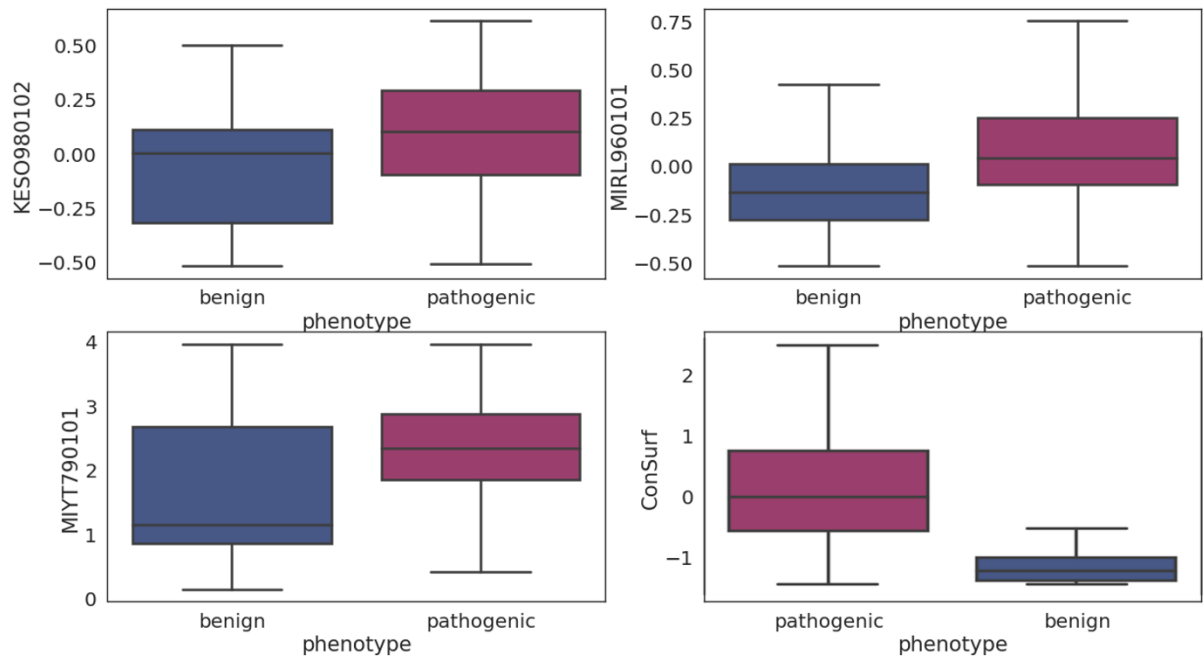 KESO980102
0.50
0.25
0.00
−0.25
−0.50
benign pathogenic
phenotype
MIRL960101
0.75
0.50
0.25
0.00
−0.25
−0.50
benign pathogenic
phenotype
MIYT790101
4
3
2
1
0
benign pathogenic
phenotype
ConSurf
2
1
0
−1
pathogenic benign
phenotype